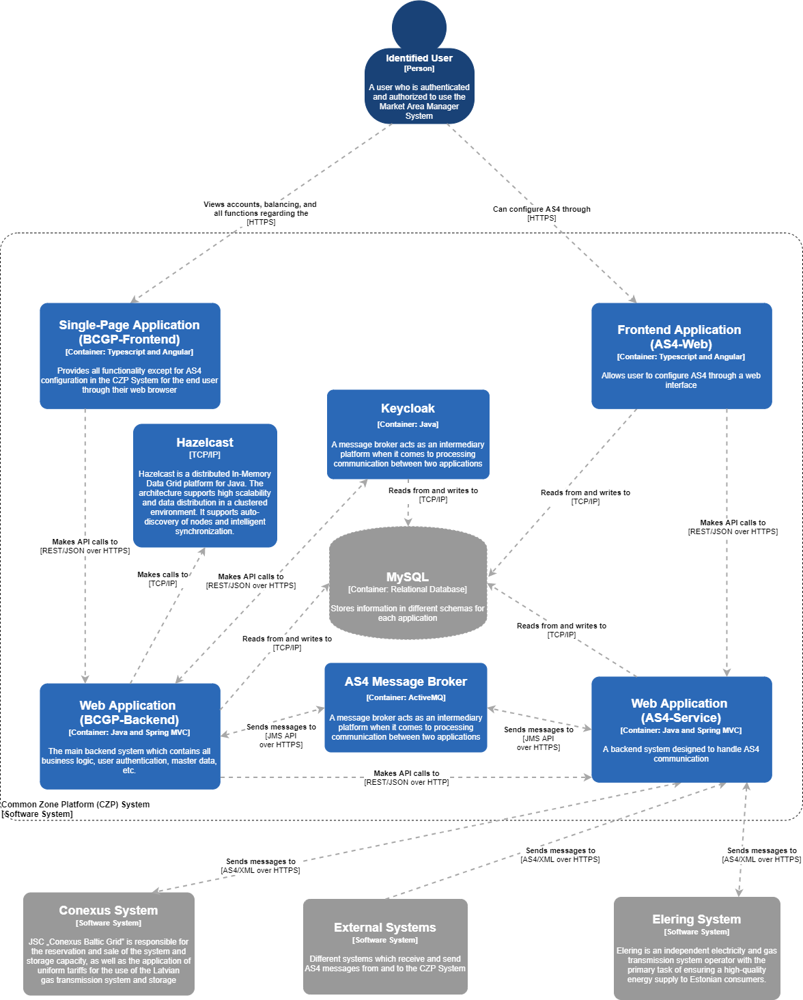 Identified User
[Person]
A user who is authenticated
and authorized to use the
Market Area Manager
System
Views accounts, balancing, and
all functions regarding the
[HTTPS]
Can configure AS4 through
[HTTPS]
Single-Page Application
(BCGP-Frontend)
[Container: Typescript and Angular]
Provides all functionality except for AS4
configuration in the CZP System for the end user
through their web browser
Frontend Application
(AS4-Web)
[Container: Typescript and Angular]
Allows user to configure AS4 through a web
interface
Keycloak
[Container: Java]
A message broker acts as an intermediary
platform when it comes to processing
communication between two applications
Hazelcast
[TCP/IP]
Hazelcast is a distributed In-Memory
Data Grid platform for Java. The
architecture supports high scalability
and data distribution in a clustered
environment. It supports auto-
discovery of nodes and intelligent
synchronization.
Reads from and writes to
[TCP/IP]
Reads from and writes to
[TCP/IP]
Makes API calls to
[REST/JSON over HTTPS]
Makes API calls to
[REST/JSON over HTTPS]
Makes calls to
[TCP/IP]
Makes API calls to
[REST/JSON over HTTPS]
MySQL
[Container: Relational Database]
Stores information in different schemas for
each application
Reads from and writes to
[TCP/IP]
Reads from and writes to
[TCP/IP]
Web Application
(BCGP-Backend)
[Container: Java and Spring MVC]
The main backend system which contains all
business logic, user authentication, master data,
etc.
Sends messages to
[JMS API
over HTTPS]
AS4 Message Broker
[Container: ActiveMQ]
A message broker acts as an intermediary
platform when it comes to processing
communication between two applications
Sends messages to
[JMS API
over HTTPS]
Web Application
(AS4-Service)
[Container: Java and Spring MVC]
A backend system designed to handle AS4
communication
Makes API calls to
[REST/JSON over HTTP]
Common Zone Platform (CZP) System
[Software System]
Sends messages to
[AS4/XML over HTTPS]
Sends messages to
[AS4/XML over HTTPS]
Sends messages to
[AS4/XML over HTTPS]
Conexus System
[Software System]
JSC „Conexus Baltic Grid” is responsible for
the reservation and sale of the system and
storage capacity, as well as the application of
uniform tariffs for the use of the Latvian
gas transmission system and storage
External Systems
[Software System]
Different systems which receive and send
AS4 messages from and to the CZP System
Elering System
[Software System]
Elering is an independent electricity and gas
transmission system operator with the
primary task of ensuring a high-quality
energy supply to Estonian consumers.